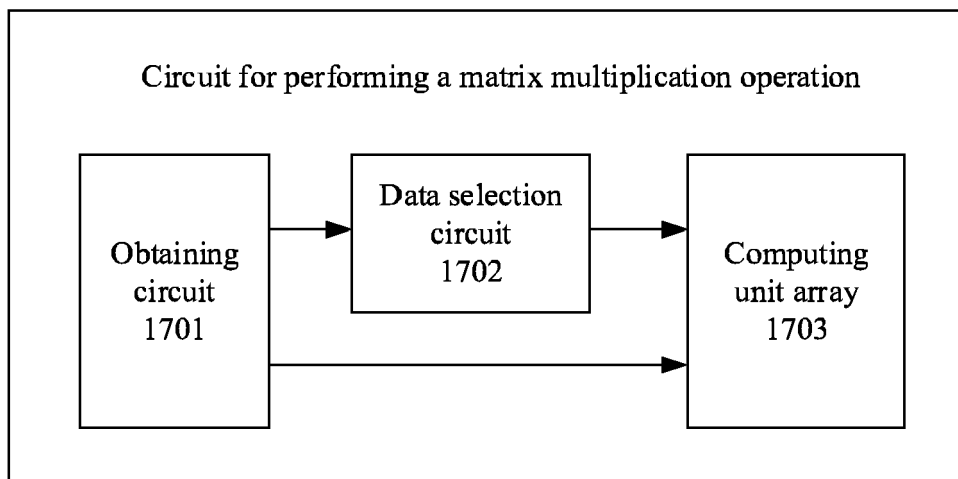 Circuit for performing a matrix multiplication operation
Obtaining
circuit
1701
Data selection
circuit
1702
Computing
unit array
1703